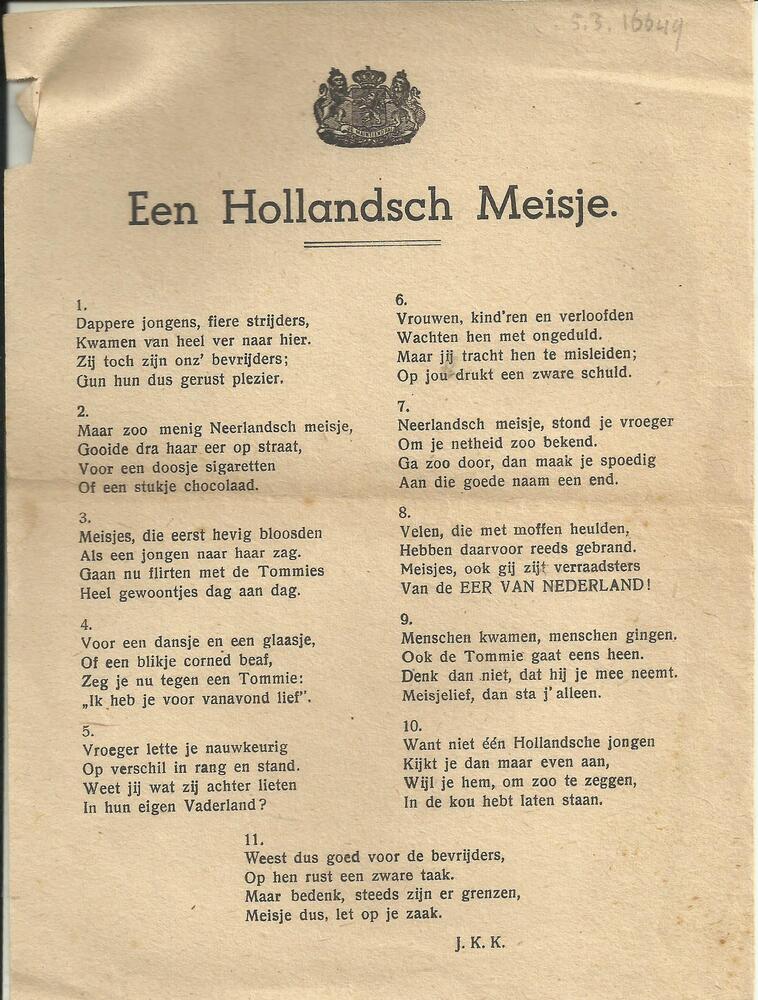 5.3. 16649
JE MAINTIENDRAI
Een Hollandsch Meisje.
1.
Dappere jongens, fiere strijders,
Kwamen van heel ver naar hier.
Zij toch zijn onz' bevrijders;
Gun hun dus gerust plezier.
2.
Maar zoo menig Neerlandsch meisje,
Gooide dra haar eer op straat,
Voor een doosje sigaretten
Of een stukje chocolaad.
3.
Meisjes, die eerst hevig bloosden
Als een jongen naar haar zag.
Gaan nu flirten met de Tommies
Heel gewoontjes dag aan dag.
4.
Voor een dansje en een glaasje,
Of een blikje corned beaf,
Zeg je nu tegen een Tommie:
„Ik heb je voor vanavond lief".
5.
Vroeger lette je nauwkeurig
Op verschil in rang en stand.
Weet jij wat zij achter lieten
In hun eigen Vaderland?
6.
Vrouwen, kind'ren en verloofden
Wachten hen met ongeduld.
Maar jij tracht hen te misleiden;
Op jou drukt een zware schuld.
7.
Neerlandsch meisje, stond je vroeger
Om je netheid zoo bekend.
Ga zoo door, dan maak je spoedig
Aan die goede naam een end.
8.
Velen, die met moffen heulden,
Hebben daarvoor reeds gebrand.
Meisjes, ook gij zijt verraadsters
Van de EER VAN NEDERLAND!
9.
Menschen kwamen, menschen gingen.
Ook de Tommie gaat eens heen.
Denk dan niet, dat hij je mee neemt.
Meisjelief, dan sta j' alleen.
10.
Want niet één Hollandsche jongen
Kijkt je dan maar even aan,
Wijl je hem, om zoo te zeggen,
In de kou hebt laten staan.
11.
Weest dus goed voor de bevrijders,
Op hen rust een zware taak.
Maar bedenk, steeds zijn er grenzen,
Meisje dus, let op je zaak.
J. K. K.